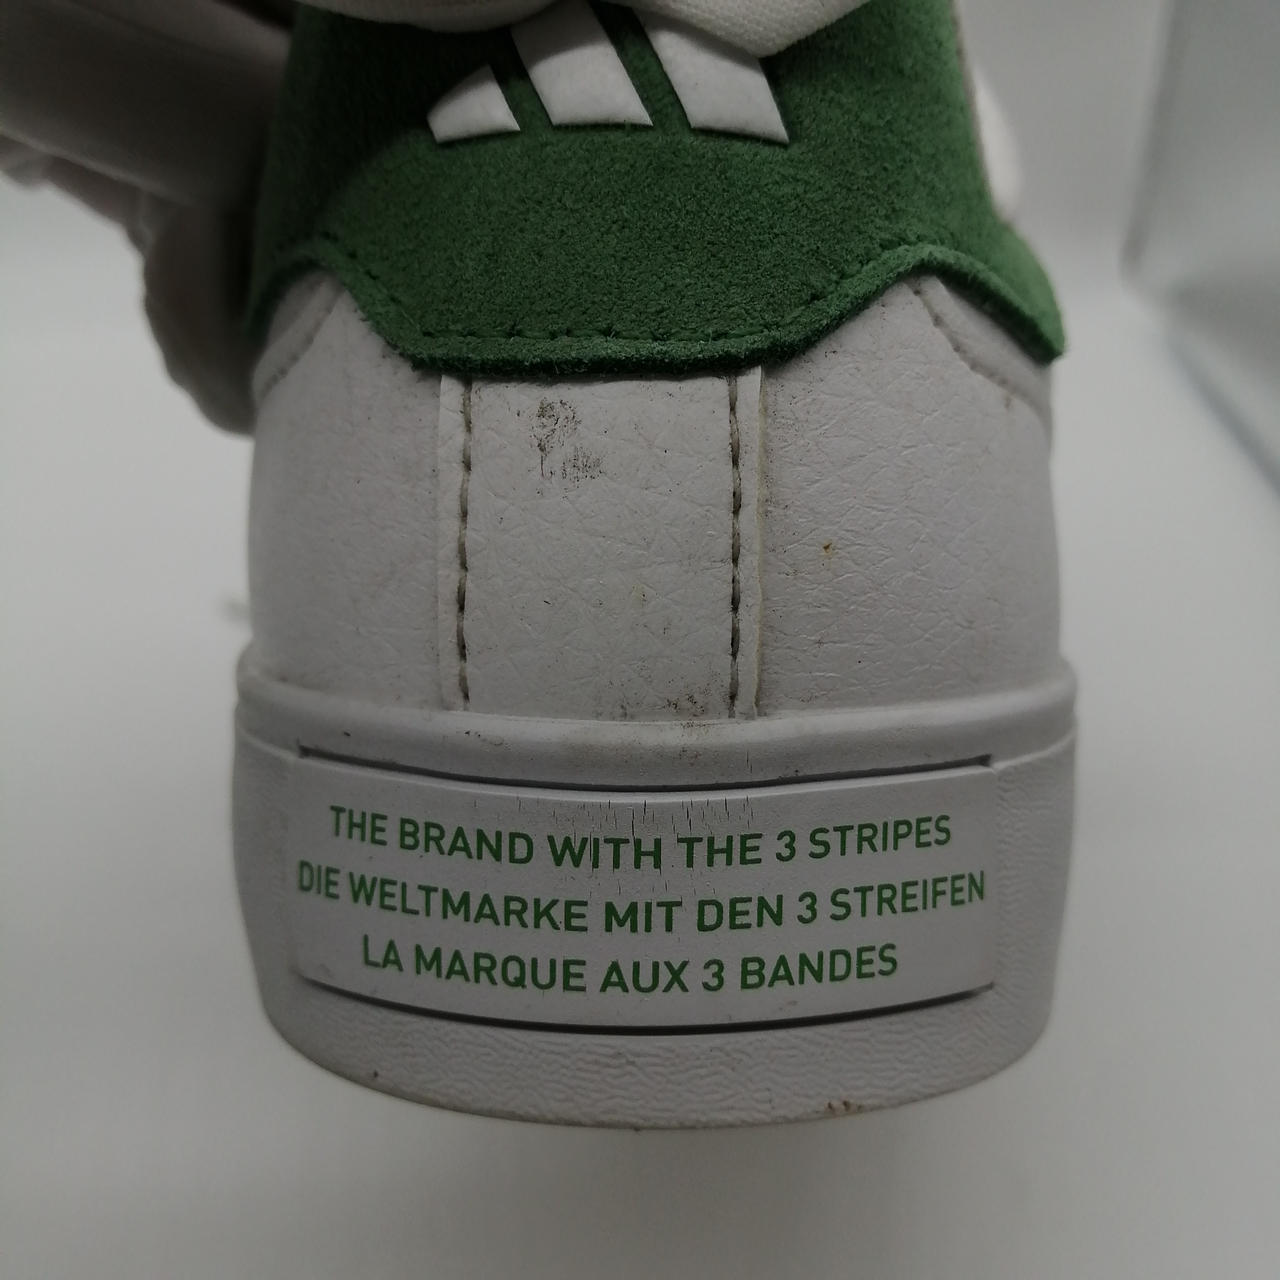 THE BRAND WITH THE 3 STRIPES
DIE WELTMARKE MIT DEN 3 STREIFEN
LA MARQUE AUX 3 BANDES